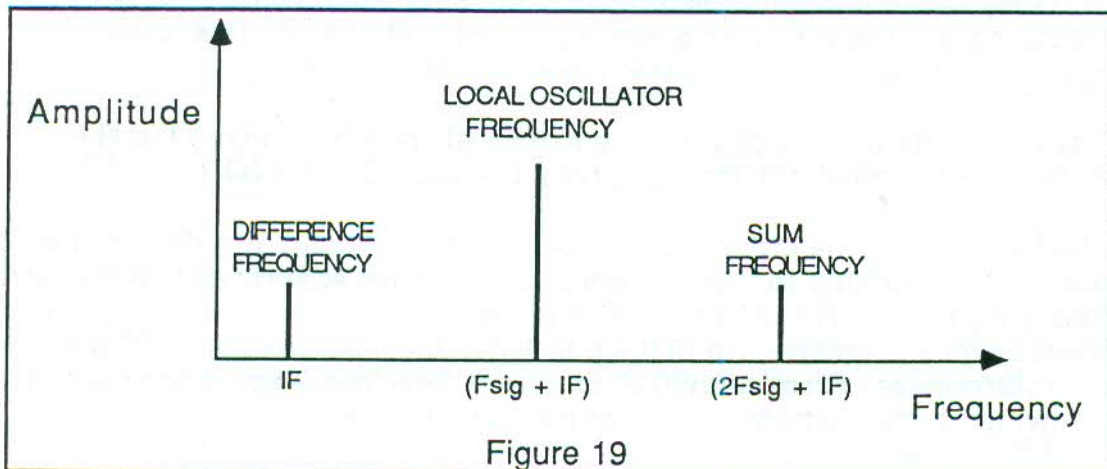 Amplitude
LOCAL OSCILLATOR
FREQUENCY
DIFFERENCE
FREQUENCY
SUM
FREQUENCY
IF
(Fsig + IF)
(2Fsig + IF)
Frequency
Figure 19